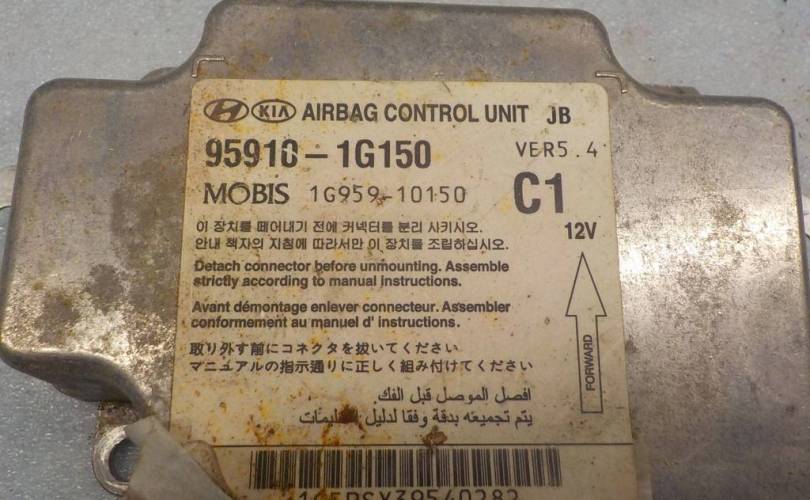 KIA AIRBAG CONTROL UNIT JB
95910-1G150 VER5.4
MOBIS 1G959-10150 C1
12V
이 장치를 떼어내기 전에 커넥터를 분리 시키시오.
안내 책자의 지침에 따라서만 이 장치를 조립하십시오.
Detach connector before unmounting. Assemble
strictly according to manual instructions.
Avant démontage enlever connecteur. Assembler
conformement au manuel d' instructions.
取り外す前にコネクタを抜いてください
マニュアルの指示通りに正しく組み付けてください
افصل الموصل قبل الفك.
يتم تجميعه بدقة وفقا لدليل التعليمات
FORWARD